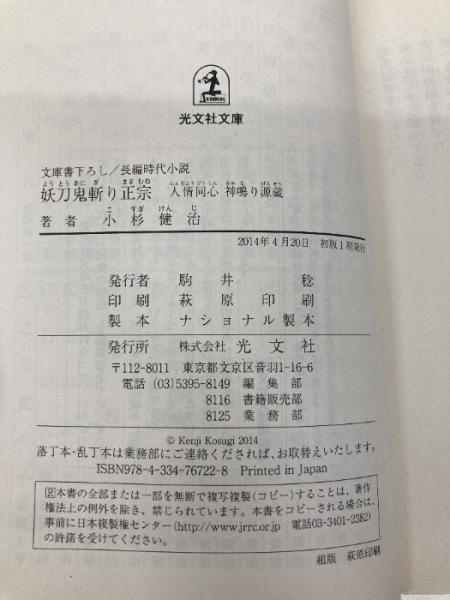 光文社文庫
文庫書下ろし/長編時代小説
妖刀鬼斬り正宗 人情同心 神鳴り源蔵
著者 小杉健治
2014年4月20日 初版1刷発行
発行者 駒井 稔
印刷 萩原印刷
製本 ナショナル製本
発行所 株式会社 光文社
〒112-8011 東京都文京区音羽1-16-6
電話 (03)5395-8149 編集部
8116 書籍販売部
8125 業務部
© Kenji Kosugi 2014
落丁本・乱丁本は業務部にご連絡くだされば、お取替えいたします。
ISBN978-4-334-76722-8 Printed in Japan
R本書の全部または一部を無断で複写複製(コピー)することは、著作
権法上の例外を除き、禁じられています。本書をコピーされる場合は、
事前に日本複製権センター(http://www.jrrc.or.jp 電話03-3401-2382)
の許諾を受けてください。
組版 萩原印刷